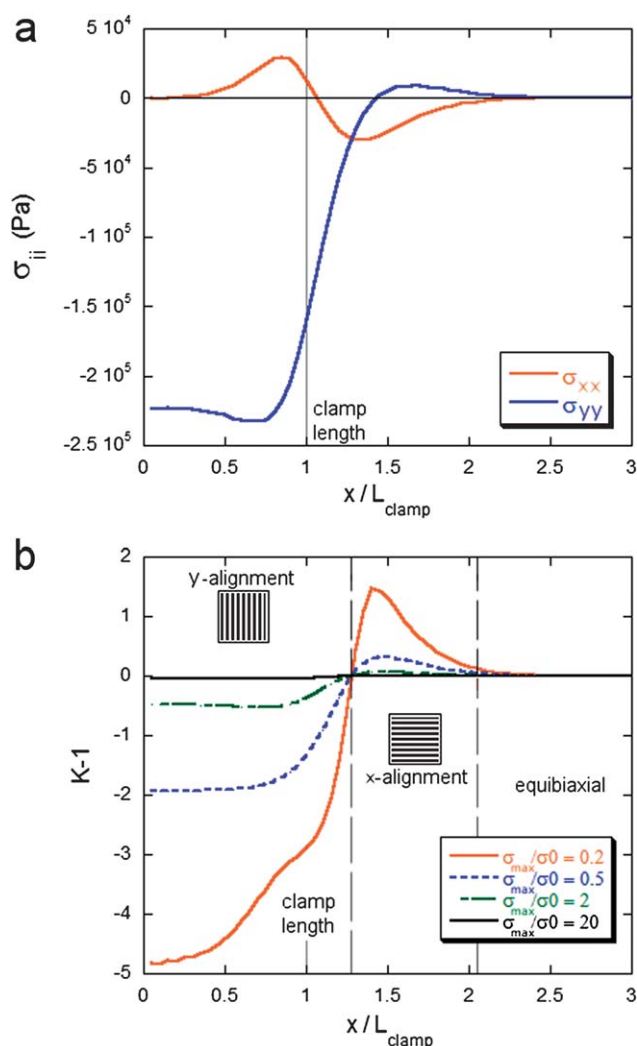 a
5 10⁴
0
-5 10⁴
-1 10⁵
-1.5 10⁵
-2 10⁵
-2.5 10⁵
σii (Pa)
clamp
length
σxx
σyy
0 0.5 1 1.5 2 2.5 3
x / Lclamp
b
2
1
0
-1
-2
-3
-4
-5
K-1
y-alignment
x-alignment
equibiaxial
clamp
length
σmax/σ0 = 0.2
σmax/σ0 = 0.5
σmax/σ0 = 2
σmax/σ0 = 20
0 0.5 1 1.5 2 2.5 3
x / Lclamp